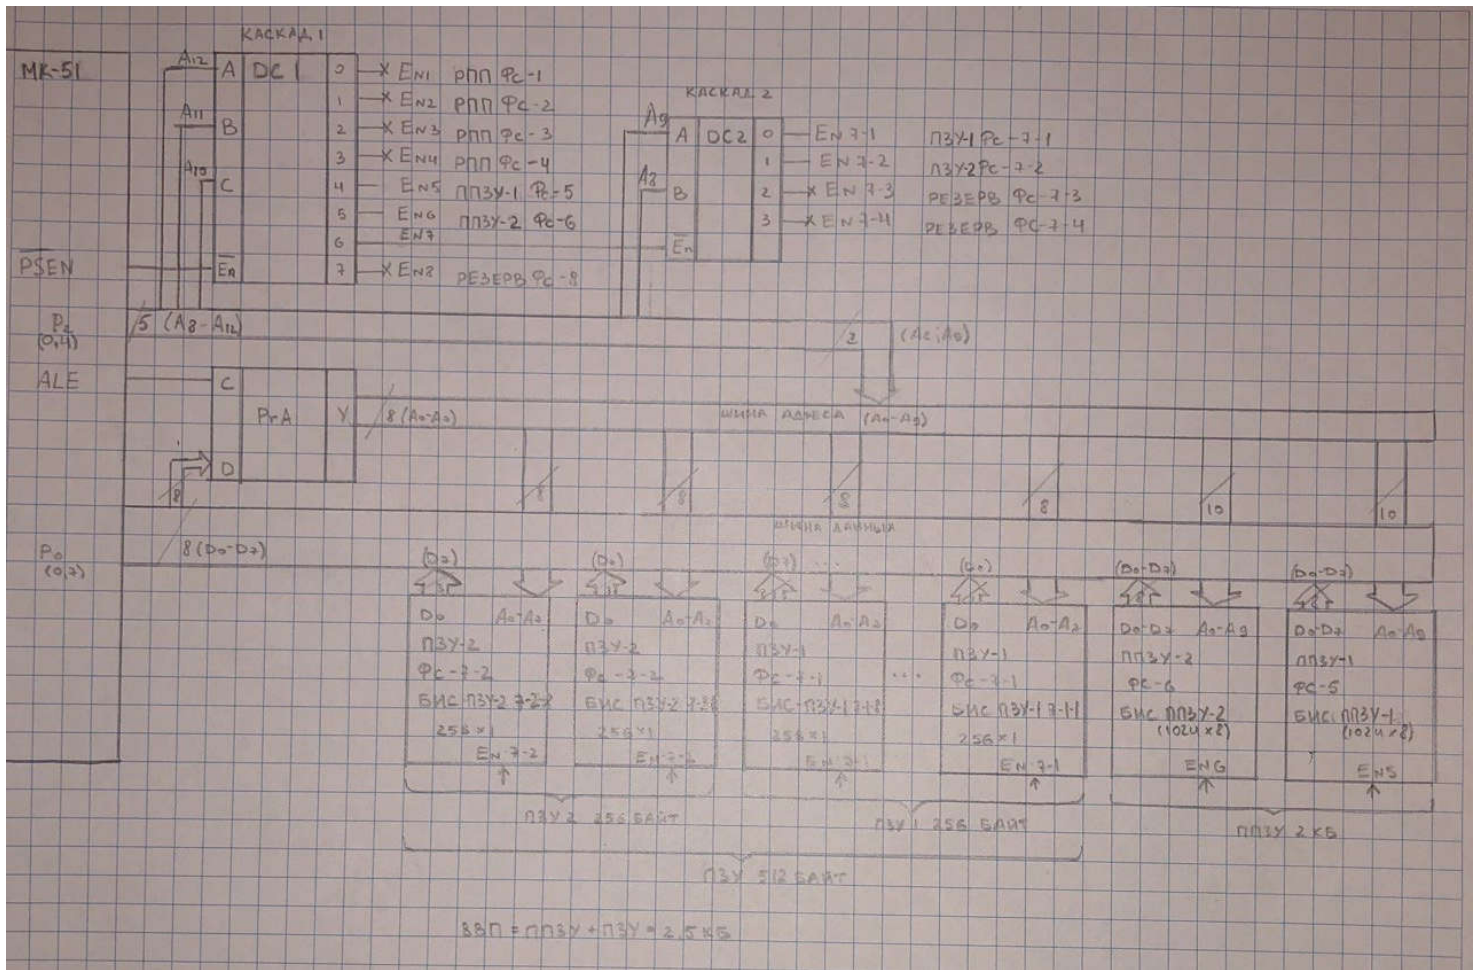 КАСКАД 1
МК-51
A12 A DC1 0 X EN1 РПП Фс-1
1 X EN2 РПП Фс-2
A11 B 2 X EN3 РПП Фс-3
3 X EN4 РПП Фс-4
A10 C 4 EN5 ППЗУ-1 Фс-5
5 EN6 ППЗУ-2 Фс-6
6 EN7
PSEN En 7 X EN8 РЕЗЕРВ Фс-8
КАСКАД 2
A9 A DC2 0 EN7-1 ПЗУ-1 Фс-7-1
1 EN7-2 ПЗУ-2 Фс-7-2
A8 B 2 X EN7-3 РЕЗЕРВ Фс-7-3
3 X EN7-4 РЕЗЕРВ ФС-7-4
En
(0,4) 5 (A8-A12) 2
ALE C
РгА Y 8 (A0-A7) ШИНА АДРЕСА (A0-A9)
D
8 8 8 8 8 10 10
ШИНА ДАННЫХ
P0 8 (D0-D7)
(0,7)
(D7) (D0) (D7) ... (D0) (D0-D7) (D0-D7)
D0 A0-A7 D0 A0-A7 D0 A0-A7 D0 A0-A7 D0-D7 A0-A9 D0-D7 A0-A9
ПЗУ-2 ПЗУ-2 ПЗУ-1 ПЗУ-1 ППЗУ-2 ППЗУ-1
Фс-7-2 Фс-7-2 Фс-7-1 ... Фс-7-1 ФС-6 ФС-5
БИС ПЗУ-2 БИС ПЗУ-2 БИС ПЗУ-1 7-1-8 БИС ПЗУ-1 7-1-1 БИС ППЗУ-2 БИС ППЗУ-1
256×1 256×1 256×1 256×1 (1024×8) (1024×8)
EN-7-2 EN-7-2 EN-7-1 EN-7-1 EN6 EN5
ПЗУ 2 256 БАЙТ ПЗУ 1 256 БАЙТ ППЗУ 2 КБ
ПЗУ 512 БАЙТ
ВВП = ППЗУ + ПЗУ = 2,5 КБ